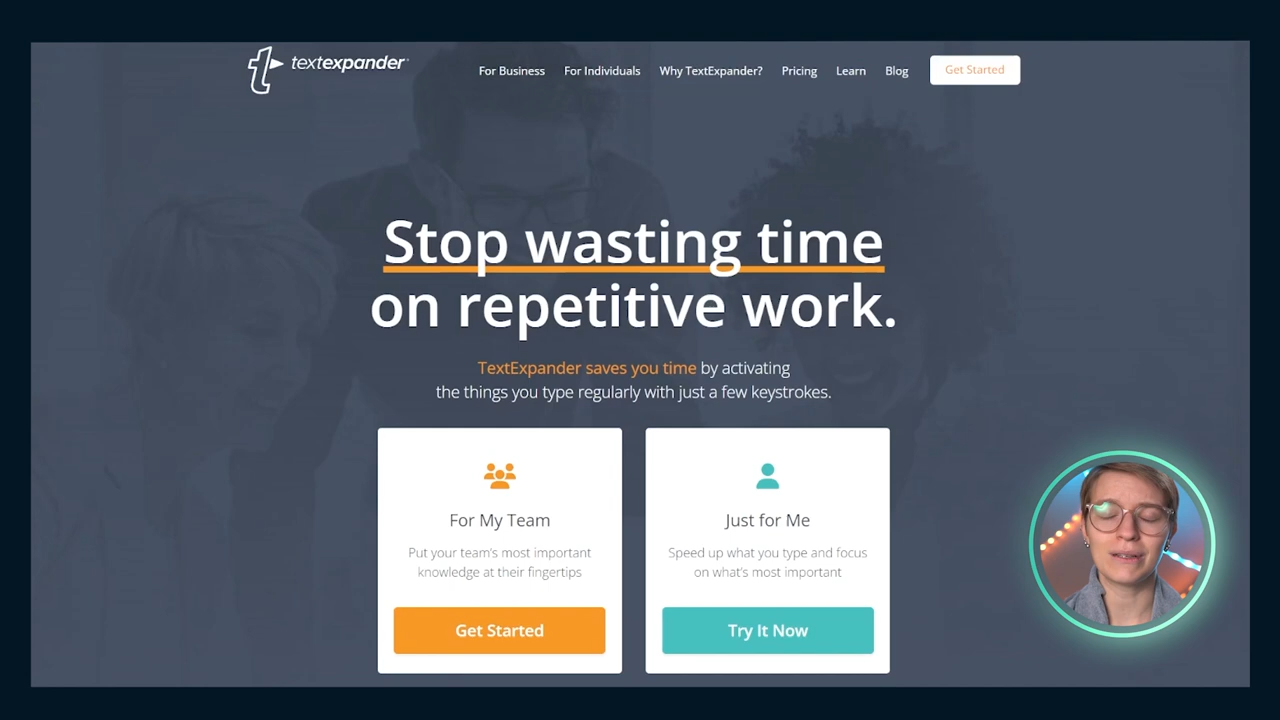 textexpander
For Business
For Individuals
Why TextExpander?
Pricing
Learn
Blog
Get Started
Stop wasting time
on repetitive work.
TextExpander saves you time by activating
the things you type regularly with just a few keystrokes.
For My Team
Put your team's most important
knowledge at their fingertips
Get Started
Just for Me
Speed up what you type and focus
on what's most important
Try It Now